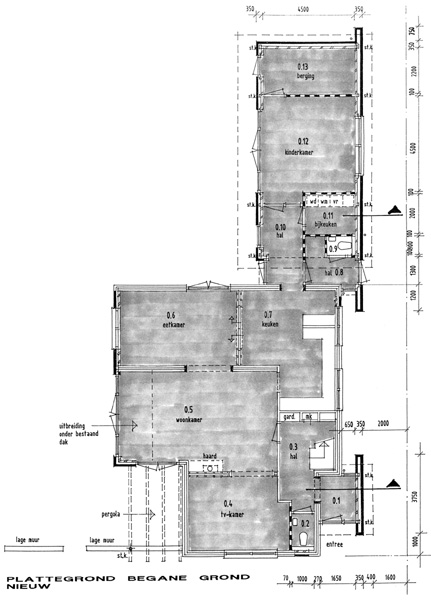 350 4500 350
350
0.13
berging
st.k
2200
100
0.12
kinderkamer
4500
wd wm vr
st.k
0.11
bijkeuken
2000
0.10
hal
0.9
100
hal 0.8
1300
1200
0.6
eetkamer
0.7
keuken
0.5
woonkamer
uitbreiding
onder bestaand
dak
gard. mk
650 350 2000
0.3
hal
haard
3750
0.4
tv-kamer
0.1
0.2
pergola
st.k
lage muur lage muur
st.k
entree
1000
PLATTEGROND BEGANE GROND
NIEUW
70 1000 270 1650 350 400 1600